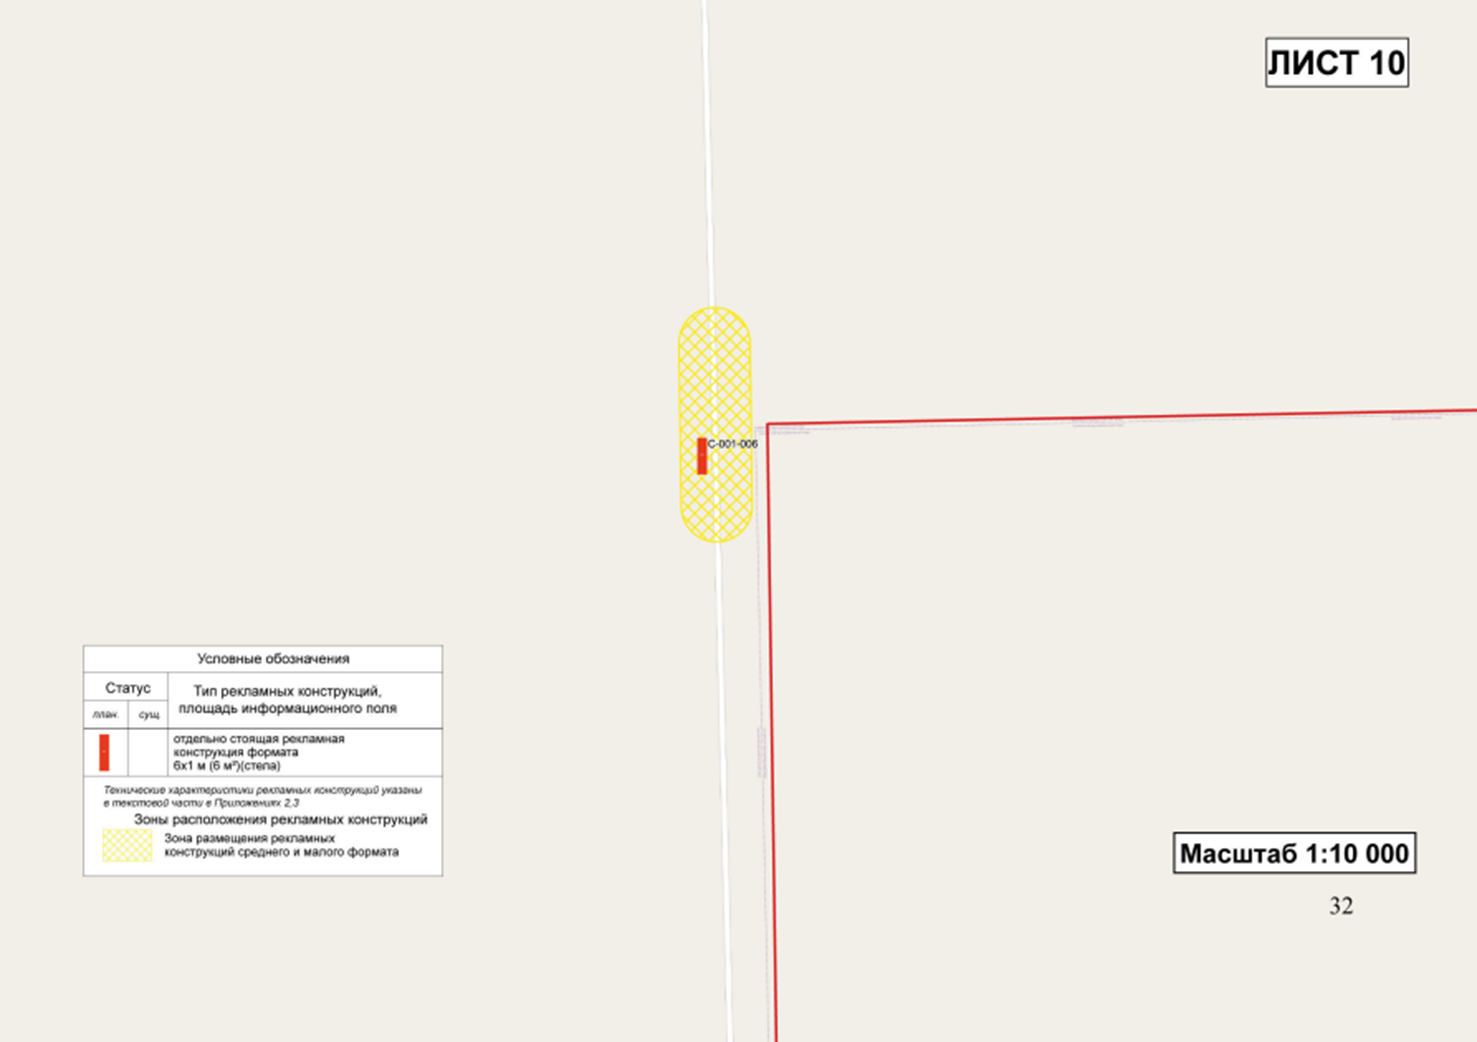 ЛИСТ 10
С-001-006
Условные обозначения
Статус
план.
сущ.
Тип рекламных конструкций,
площадь информационного поля
отдельно стоящая рекламная
конструкция формата
6х1 м (6 м²)(стела)
Технические характеристики рекламных конструкций указаны
в текстовой части в Приложениях 2,3
Зоны расположения рекламных конструкций
Зона размещения рекламных
конструкций среднего и малого формата
Масштаб 1:10 000
32